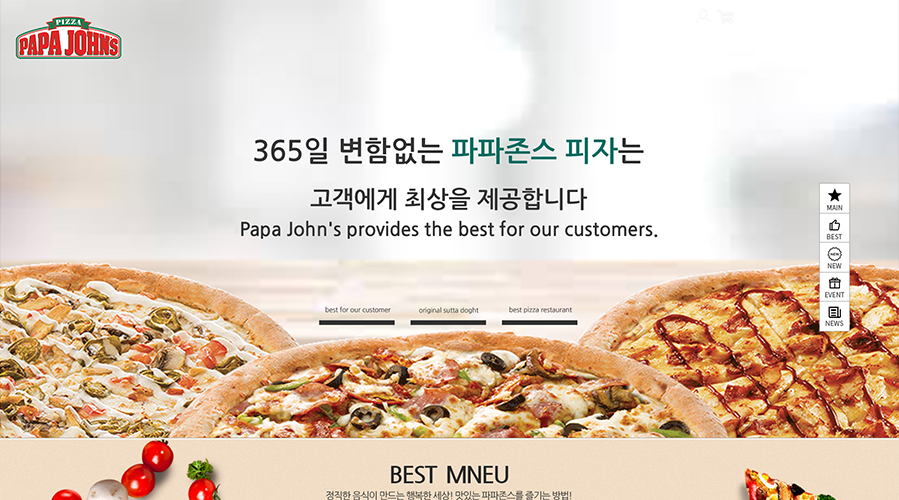 PIZZA
PAPA JOHNS
365일 변함없는 파파존스 피자는
고객에게 최상을 제공합니다
Papa John's provides the best for our customers.
MAIN
BEST
NEW
NEW
EVENT
NEWS
best for our customer
original sutta doght
best pizza restaurant
BEST MNEU
정직한 음식이 만드는 행복한 세상! 맛있는 파파존스를 즐기는 방법!